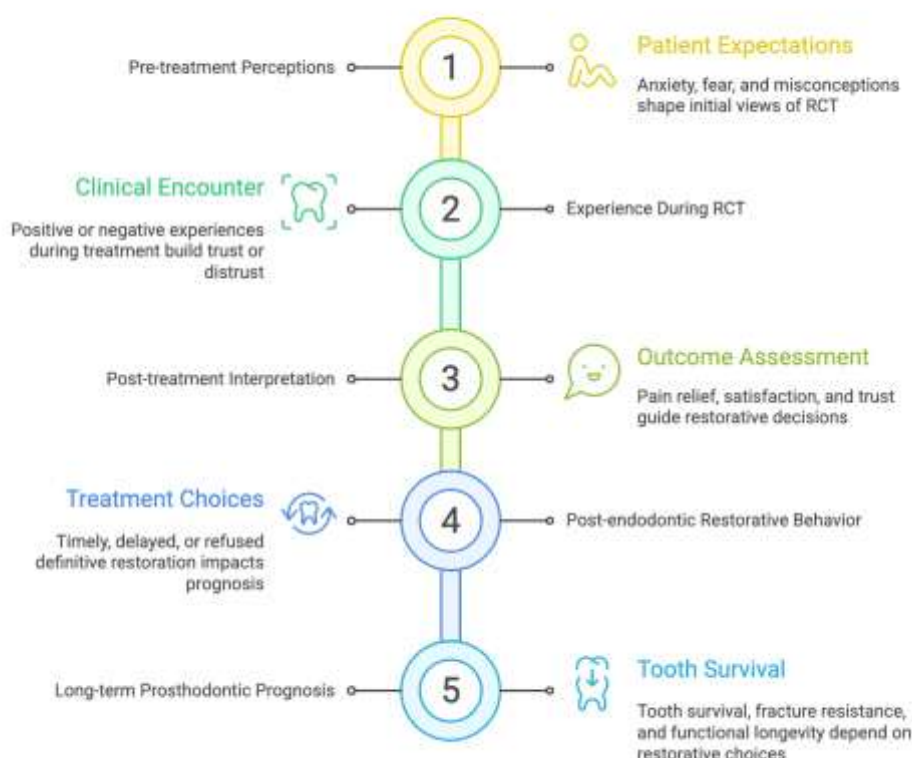 Pre-treatment Perceptions
1
Patient Expectations
Anxiety, fear, and misconceptions
shape initial views of RCT
Clinical Encounter
Positive or negative experiences
during treatment build trust or
distrust
2
Experience During RCT
Post-treatment Interpretation
3
Outcome Assessment
Pain relief, satisfaction, and trust
guide restorative decisions
Treatment Choices
Timely, delayed, or refused
definitive restoration impacts
prognosis
4
Post-endodontic Restorative Behavior
Long-term Prosthodontic Prognosis
5
Tooth Survival
Tooth survival, fracture resistance,
and functional longevity depend on
restorative choices